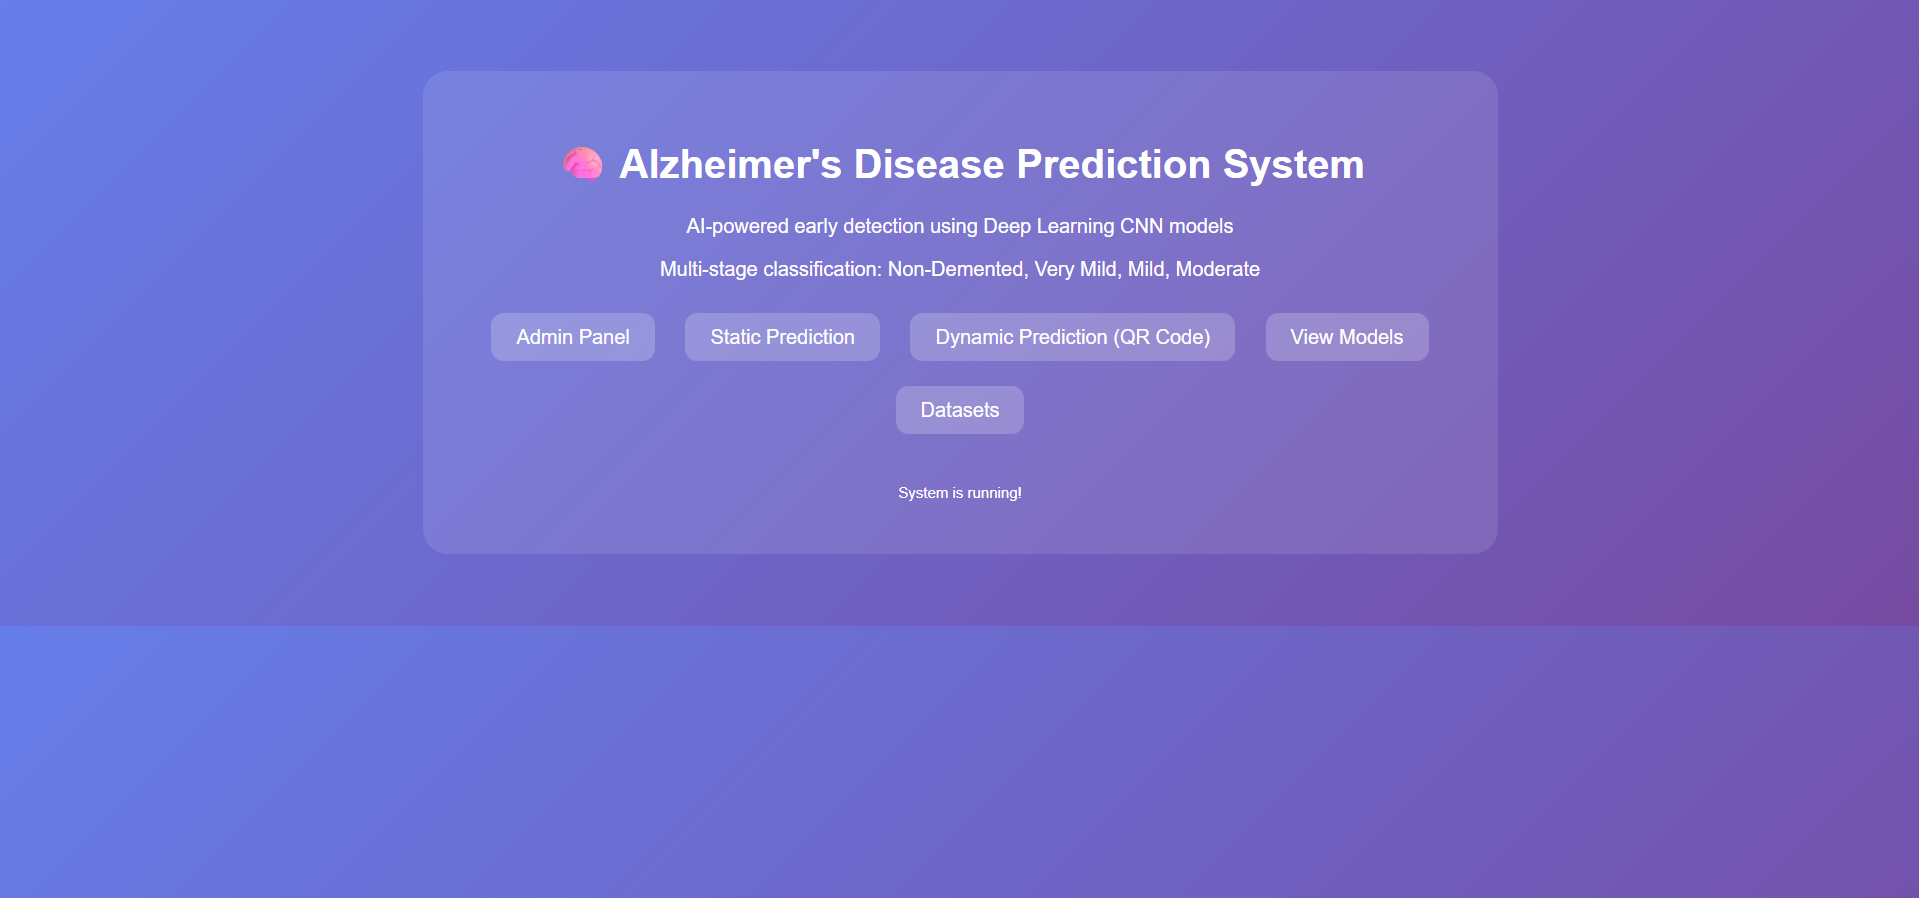 Alzheimer's Disease Prediction System
AI-powered early detection using Deep Learning CNN models
Multi-stage classification: Non-Demented, Very Mild, Mild, Moderate
Admin Panel
Static Prediction
Dynamic Prediction (QR Code)
View Models
Datasets
System is running!